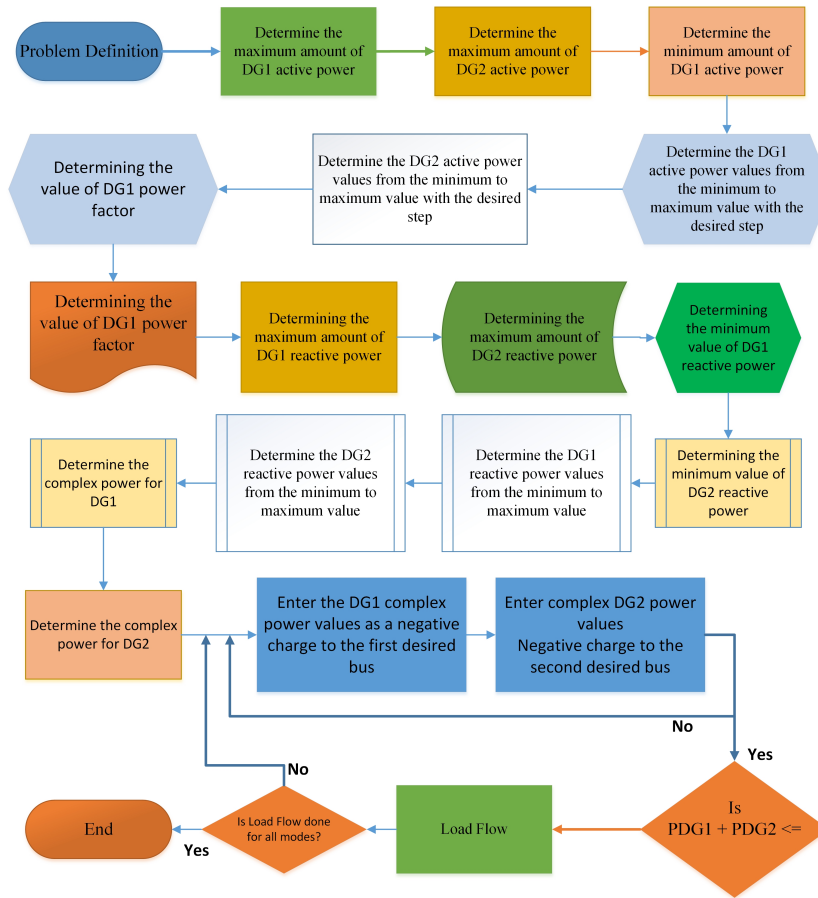 Problem Definition
Determine the
maximum amount of
DG1 active power
Determine the
maximum amount of
DG2 active power
Determine the
minimum amount of
DG1 active power
Determining the
value of DG1 power
factor
Determine the DG2 active power
values from the minimum to
maximum value with the desired
step
Determine the DG1
active power values from
the minimum to
maximum value with the
desired step
Determining the
value of DG1 power
factor
Determining the
maximum amount of
DG1 reactive power
Determining the
maximum amount of
DG2 reactive power
Determining
the minimum
value of DG1
reactive power
Determine the
complex power for
DG1
Determine the DG2
reactive power values
from the minimum to
maximum value
Determine the DG1
reactive power values
from the minimum to
maximum value
Determining the
minimum value of
DG2 reactive
power
Determine the complex
power for DG2
Enter the DG1 complex
power values as a negative
charge to the first desired
bus
Enter complex DG2 power
values
Negative charge to the
second desired bus
No
Yes
No
End
Yes
Is Load Flow done
for all modes?
Load Flow
Is
PDG1 + PDG2 <=